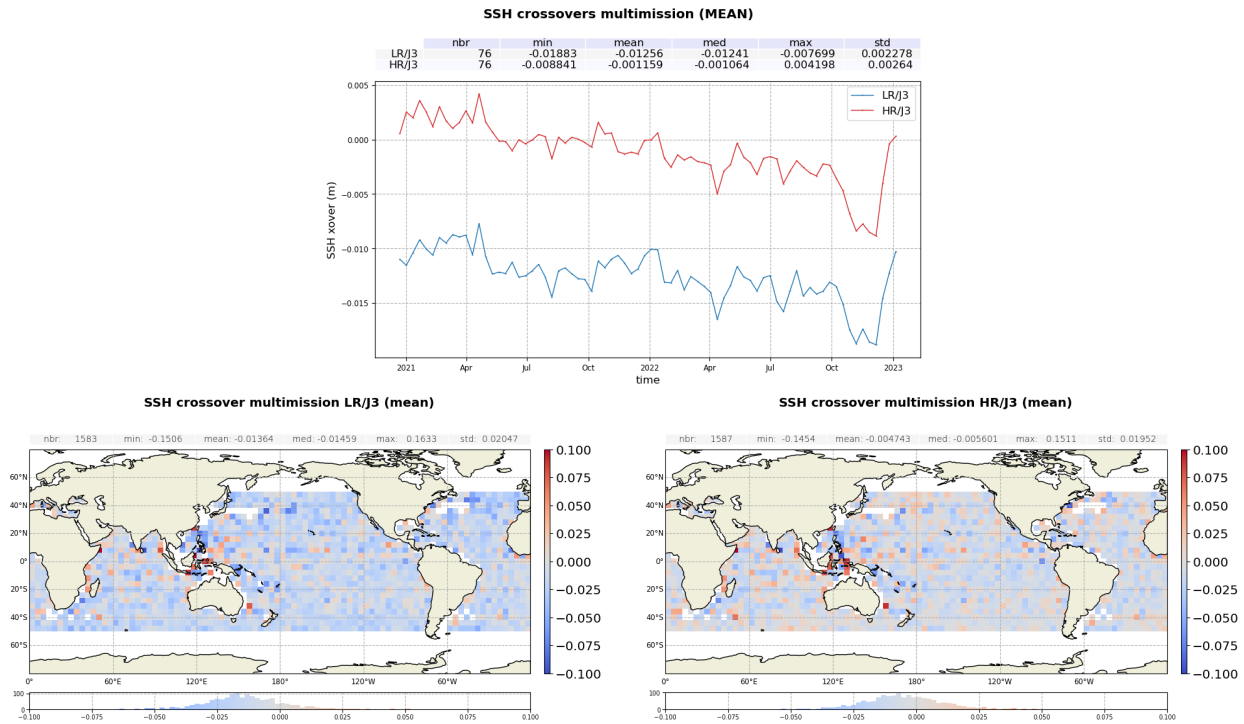 SSH crossovers multimission (MEAN)
nbr min mean med max std
LR/J3 76 -0.01883 -0.01256 -0.01241 -0.007699 0.002278
HR/J3 76 -0.008841 -0.001159 -0.001064 0.004198 0.00264
0.005
0.000
−0.005
−0.010
−0.015
SSH xover (m)
LR/J3
HR/J3
2021 Apr Jul Oct 2022 Apr Jul Oct 2023
time
SSH crossover multimission LR/J3 (mean)
nbr: 1583 min: -0.1506 mean: -0.01364 med: -0.01459 max: 0.1633 std: 0.02047
60°N
40°N
20°N
0°
20°S
40°S
60°S
0° 60°E 120°E 180° 120°W 60°W
0.100
0.075
0.050
0.025
0.000
−0.025
−0.050
−0.075
−0.100
100
0
−0.100 −0.075 −0.050 −0.025 0.000 0.025 0.050 0.075 0.100
SSH crossover multimission HR/J3 (mean)
nbr: 1587 min: -0.1454 mean: -0.004743 med: -0.005601 max: 0.1511 std: 0.01952
60°N
40°N
20°N
0°
20°S
40°S
60°S
0° 60°E 120°E 180° 120°W 60°W
0.100
0.075
0.050
0.025
0.000
−0.025
−0.050
−0.075
−0.100
100
0
−0.100 −0.075 −0.050 −0.025 0.000 0.025 0.050 0.075 0.100